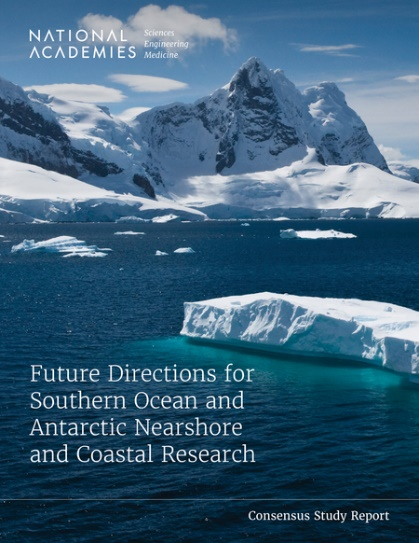 NATIONAL
ACADEMIES
Sciences
Engineering
Medicine
Future Directions for
Southern Ocean and
Antarctic Nearshore
and Coastal Research
Consensus Study Report